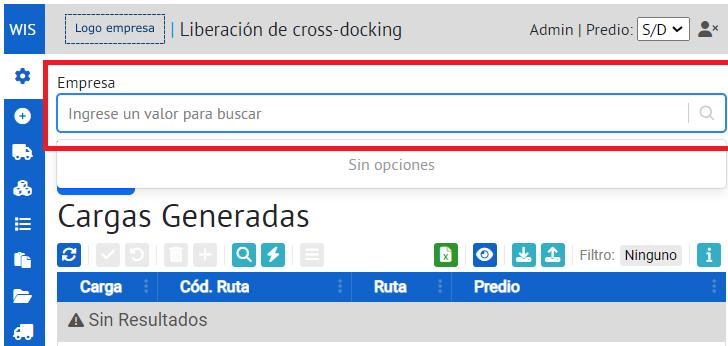 WIS
Logo empresa
| Liberación de cross-docking
Admin | Predio: S/D
Empresa
Ingrese un valor para buscar
Sin opciones
Cargas Generadas
Filtro: Ninguno
Carga Cód. Ruta Ruta Predio
Sin Resultados